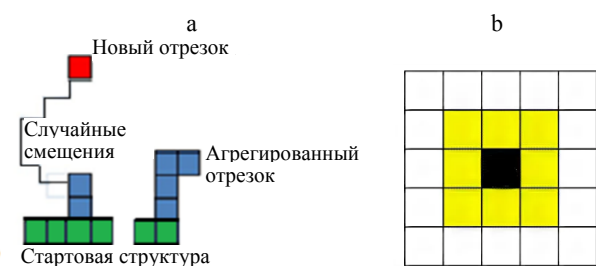 a
b
Новый отрезок
Случайные
смещения
Агрегированный
отрезок
Стартовая структура